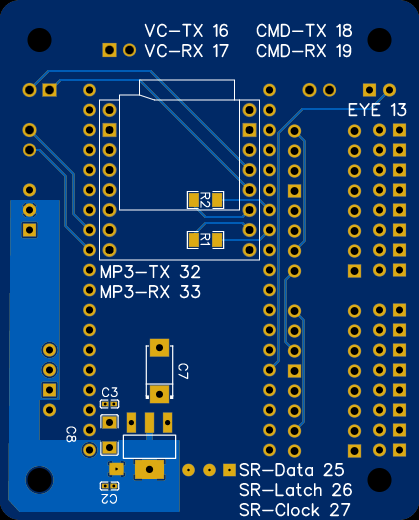 VC-TX 16 CMD-TX 18
VC-RX 17 CMD-RX 19
EYE 13
R2
R1
MP3-TX 32
MP3-RX 33
C7
C3
C8
C2
SR-Data 25
SR-Latch 26
SR-Clock 27